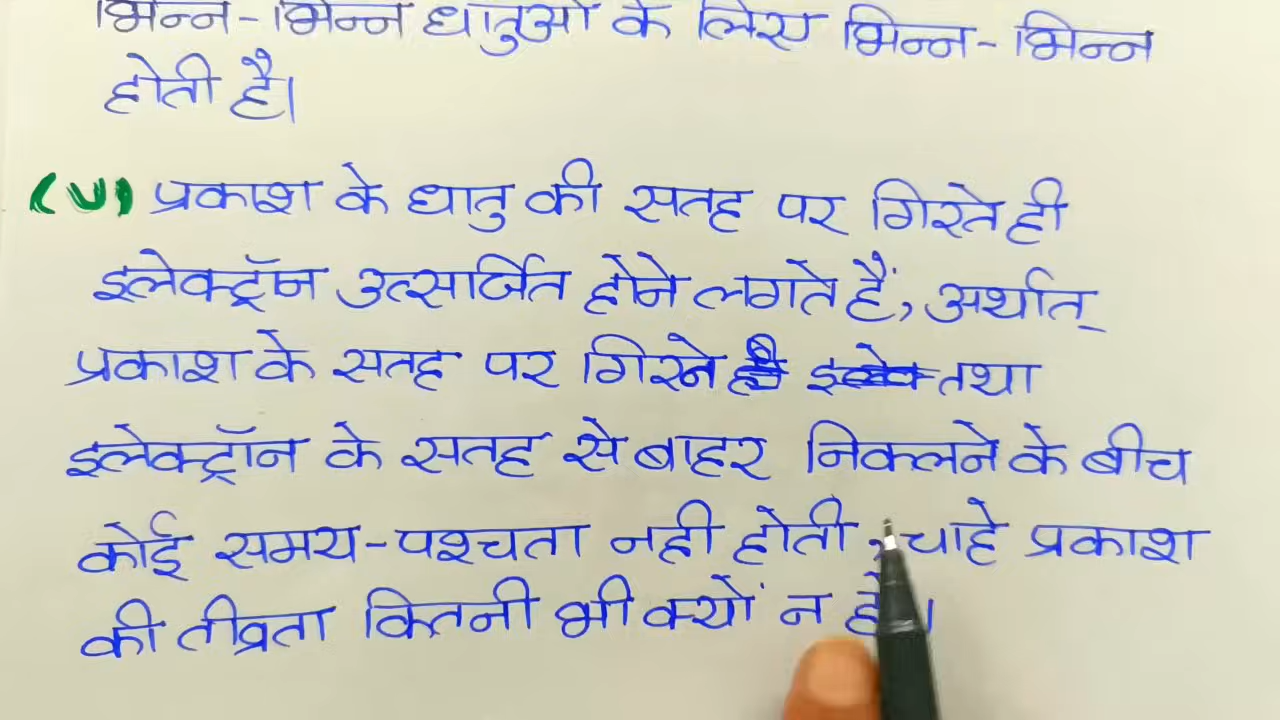 भिन्न-भिन्न धातुओं के लिए भिन्न-भिन्न
होती है।
(v) प्रकाश के धातु की सतह पर गिरते ही
इलेक्ट्रॉन उत्सर्जित होने लगते हैं, अर्थात्
प्रकाश के सतह पर गिरने तथा
इलेक्ट्रॉन के सतह से बाहर निकलने के बीच
कोई समय-पश्चता नही होती, चाहे प्रकाश
की तीव्रता कितनी भी क्यों न हो।